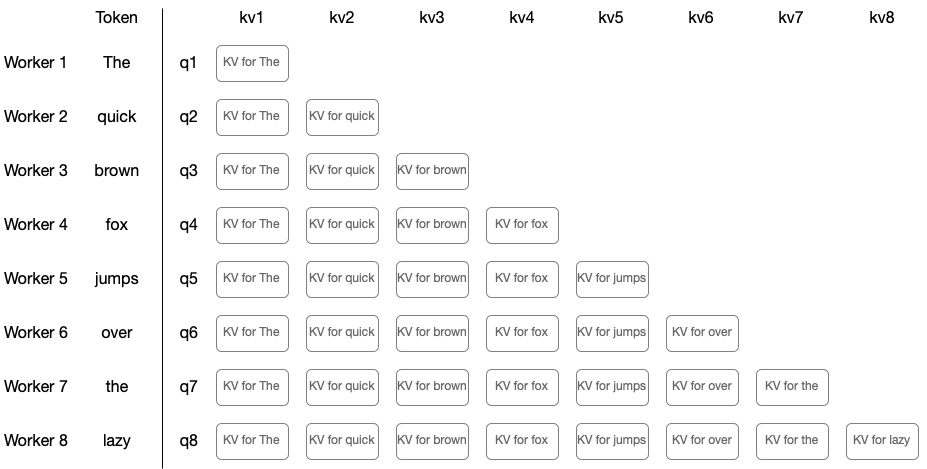 Token kv1 kv2 kv3 kv4 kv5 kv6 kv7 kv8
Worker 1 The q1 KV for The
Worker 2 quick q2 KV for The KV for quick
Worker 3 brown q3 KV for The KV for quick KV for brown
Worker 4 fox q4 KV for The KV for quick KV for brown KV for fox
Worker 5 jumps q5 KV for The KV for quick KV for brown KV for fox KV for jumps
Worker 6 over q6 KV for The KV for quick KV for brown KV for fox KV for jumps KV for over
Worker 7 the q7 KV for The KV for quick KV for brown KV for fox KV for jumps KV for over KV for the
Worker 8 lazy q8 KV for The KV for quick KV for brown KV for fox KV for jumps KV for over KV for the KV for lazy